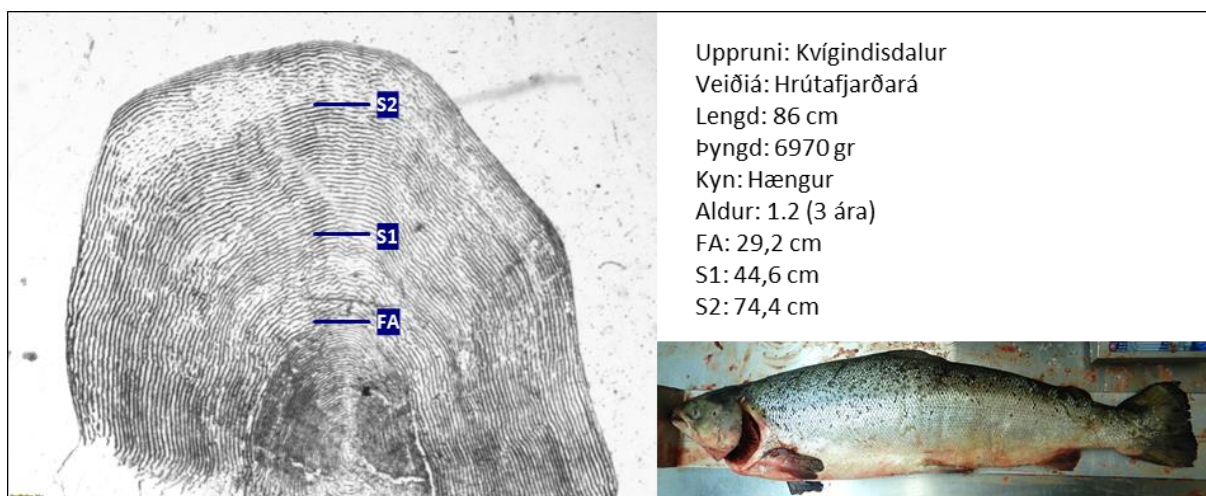 S2
S1
FA
Uppruni: Kvígindisdalur
Veiðiá: Hrútafjarðará
Lengd: 86 cm
Þyngd: 6970 gr
Kyn: Hængur
Aldur: 1.2 (3 ára)
FA: 29,2 cm
S1: 44,6 cm
S2: 74,4 cm